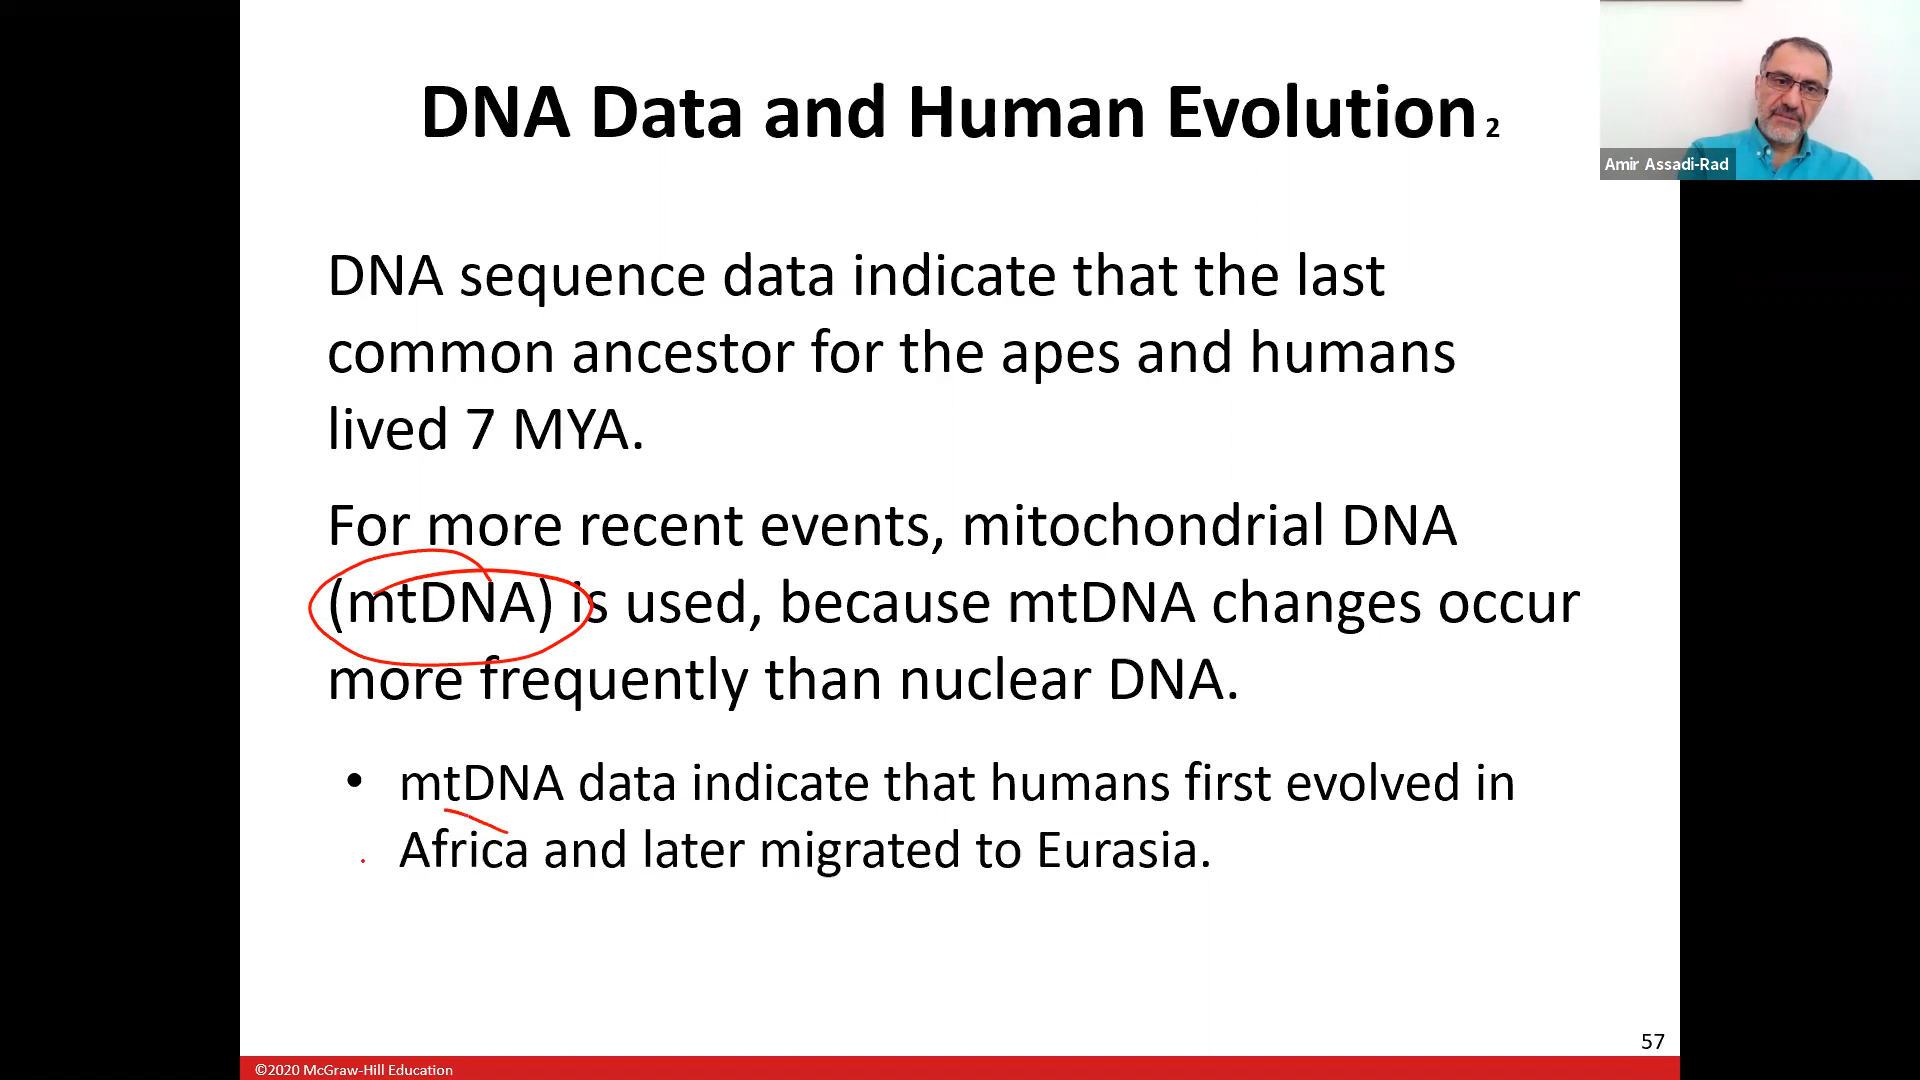 DNA Data and Human Evolution 2
Amir Assadi-Rad
DNA sequence data indicate that the last
common ancestor for the apes and humans
lived 7 MYA.
For more recent events, mitochondrial DNA
(mtDNA) is used, because mtDNA changes occur
more frequently than nuclear DNA.
• mtDNA data indicate that humans first evolved in
Africa and later migrated to Eurasia.
57
©2020 McGraw-Hill Education